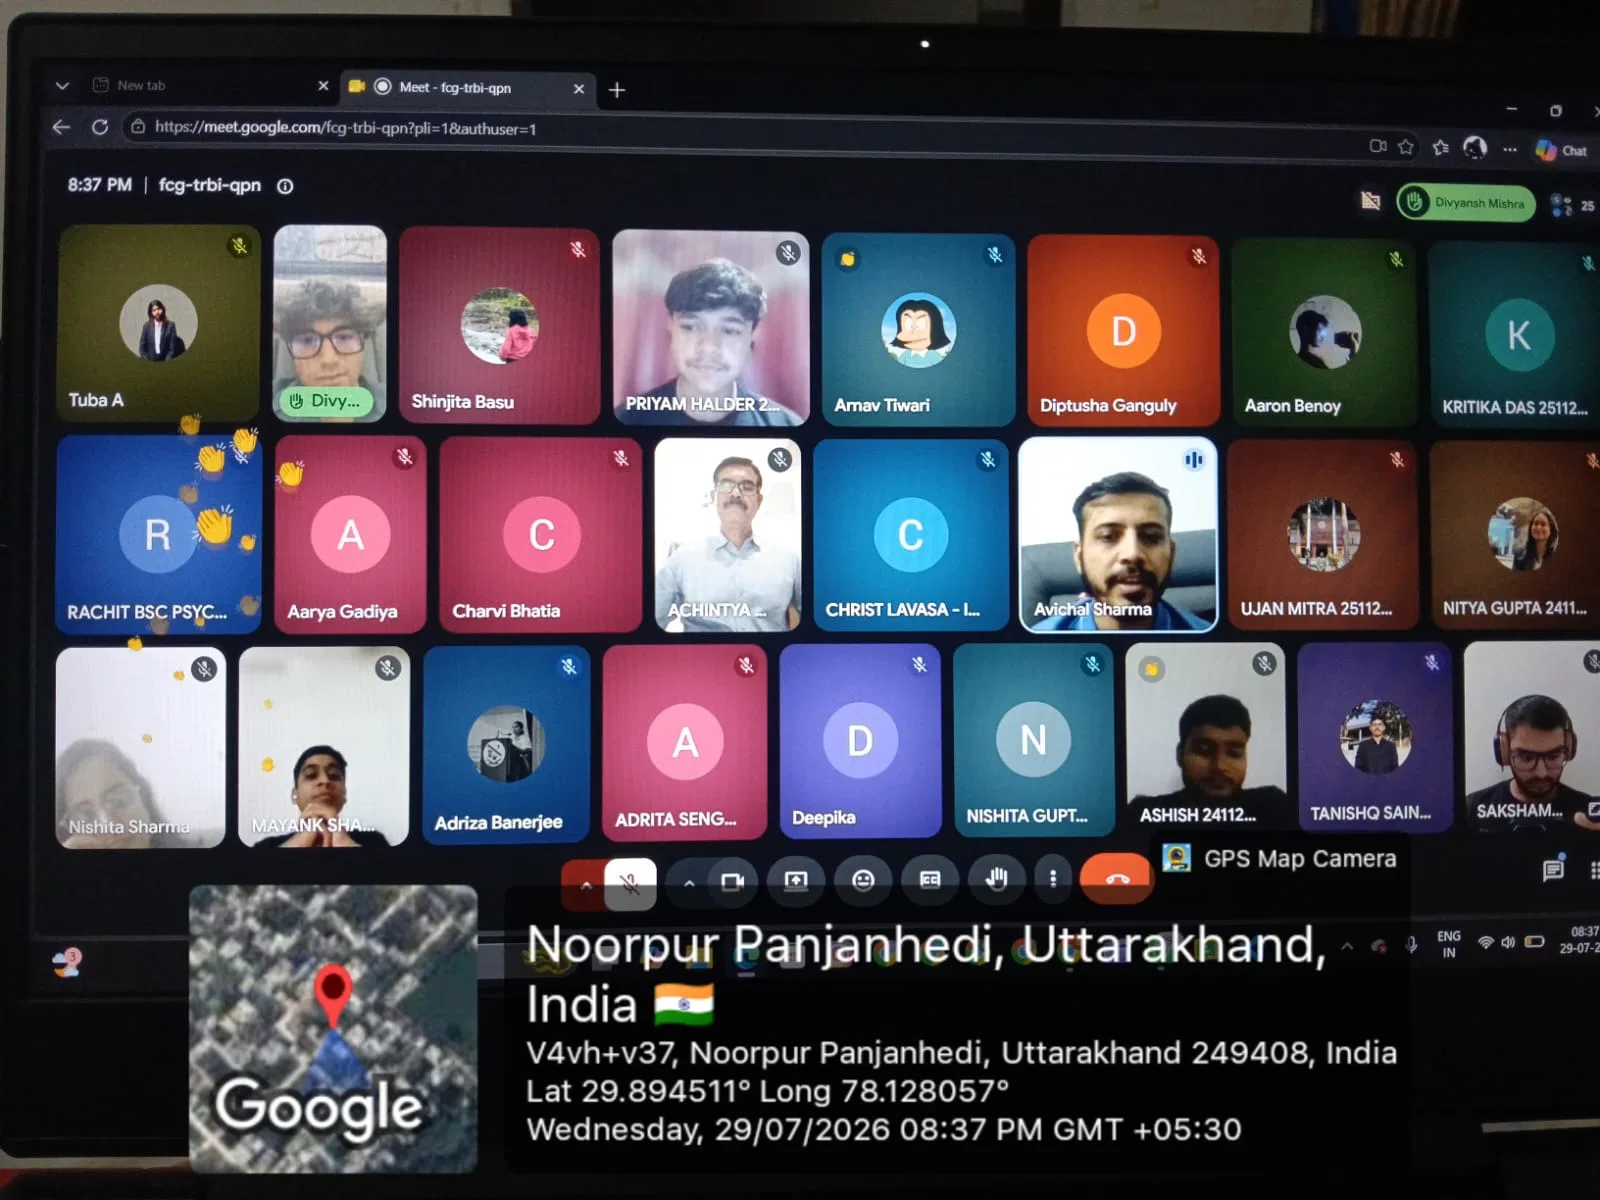 New tab
Meet - fcg-trbi-qpn
https://meet.google.com/fcg-trbi-qpn?pli=1&authuser=1
Chat
8:37 PM | fcg-trbi-qpn
Divyansh Mishra
25
Tuba A
Divy...
Shinjita Basu
PRIYAM HALDER 2...
Arnav Tiwari
D
Diptusha Ganguly
Aaron Benoy
K
KRITIKA DAS 25112...
R
RACHIT BSC PSYC...
A
Aarya Gadiya
C
Charvi Bhatia
ACHINTYA ...
C
CHRIST LAVASA - I...
Avichal Sharma
UJAN MITRA 25112...
NITYA GUPTA 2411...
Nishita Sharma
MAYANK SHA...
Adriza Banerjee
A
ADRITA SENG...
D
Deepika
N
NISHITA GUPT...
ASHISH 24112...
TANISHQ SAIN...
SAKSHAM...
GPS Map Camera
3
ENG
IN
08:37
29-07-2
Google
Noorpur Panjanhedi, Uttarakhand,
India
V4vh+v37, Noorpur Panjanhedi, Uttarakhand 249408, India
Lat 29.894511° Long 78.128057°
Wednesday, 29/07/2026 08:37 PM GMT +05:30